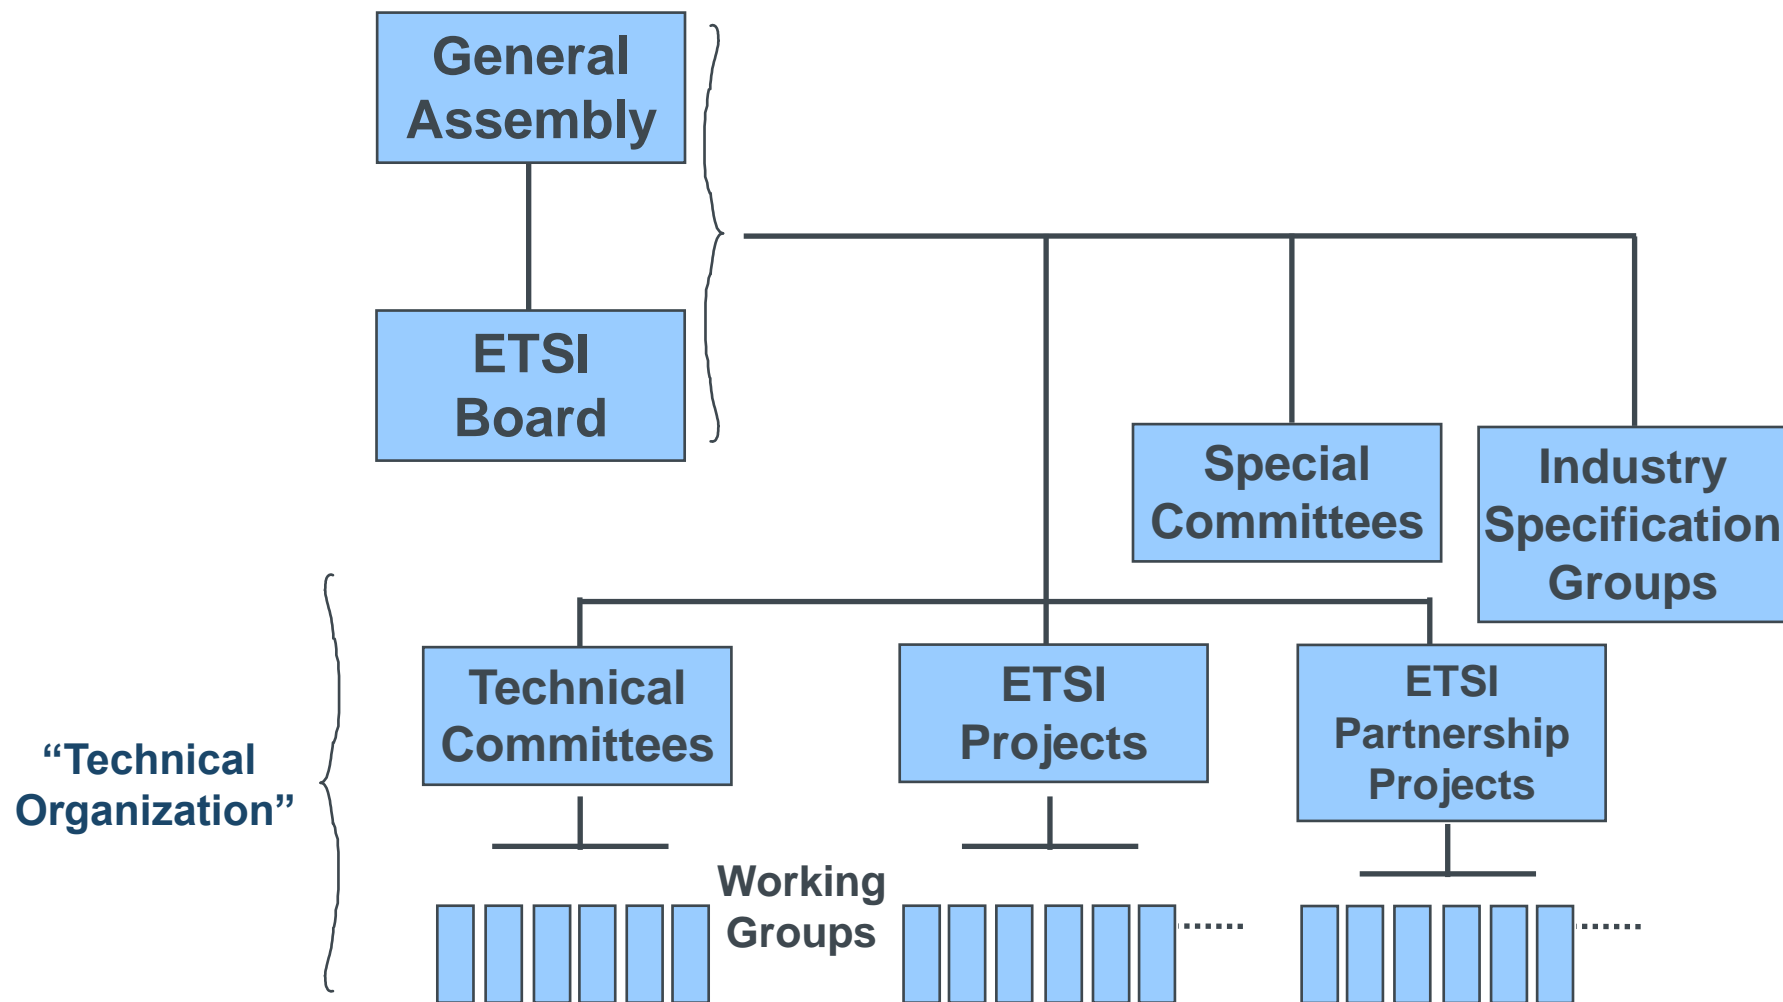 General
Assembly
ETSI
Board
Special
Committees
Industry
Specification
Groups
Technical
Committees
ETSI
Projects
ETSI
Partnership
Projects
“Technical
Organization”
Working
Groups